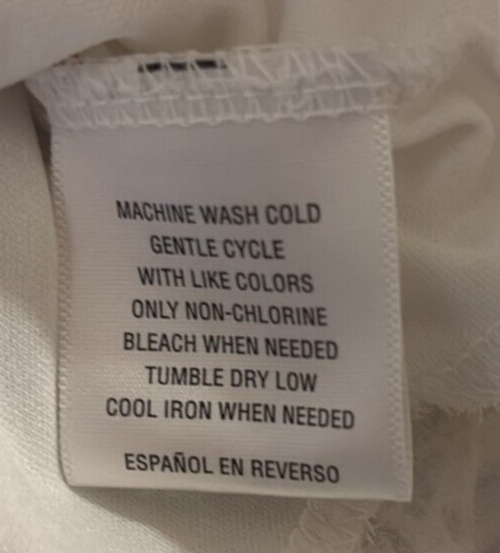 MACHINE WASH COLD
GENTLE CYCLE
WITH LIKE COLORS
ONLY NON-CHLORINE
BLEACH WHEN NEEDED
TUMBLE DRY LOW
COOL IRON WHEN NEEDED
ESPAÑOL EN REVERSO